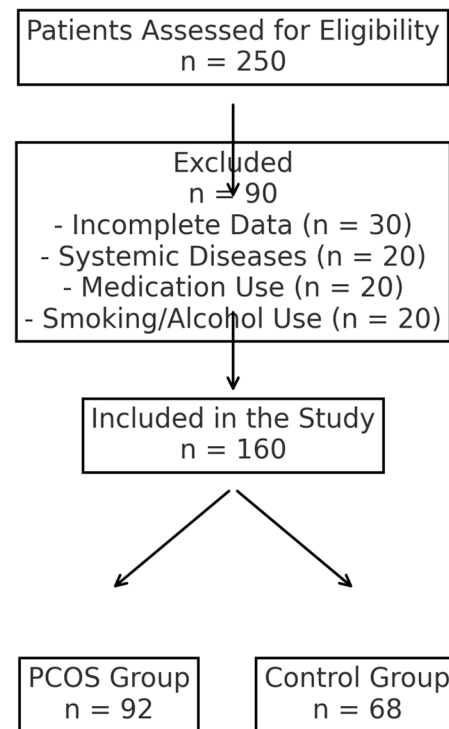 Patients Assessed for Eligibility
n = 250
Excluded
n = 90
- Incomplete Data (n = 30)
- Systemic Diseases (n = 20)
- Medication Use (n = 20)
- Smoking/Alcohol Use (n = 20)
Included in the Study
n = 160
PCOS Group
n = 92
Control Group
n = 68